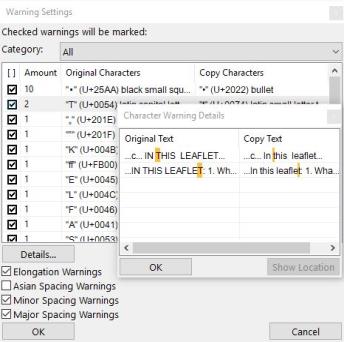 Warning Settings
Checked warnings will be marked:
Category: All
[ ] Amount Original Characters Copy Characters
10 "▪" (U+25AA) black small squ... "•" (U+2022) bullet
2 "T" (U+0054) latin capital lett... "t" (U+0074) latin small letter t
1 "„" (U+201E)
1 "‟" (U+201F)
1 "K" (U+004B)
1 "ff" (U+FB00)
1 "E" (U+0045)
1 "L" (U+004C)
1 "F" (U+0046)
1 "A" (U+0041)
1 "S" (U+0053)
Character Warning Details
Original Text Copy Text
...c... IN THIS LEAFLET... ...c... In this leaflet...
...IN THIS LEAFLET: 1. Wh... ...In this leaflet: 1. Wha...
OK Show Location
Details...
Elongation Warnings
Asian Spacing Warnings
Minor Spacing Warnings
Major Spacing Warnings
OK Cancel